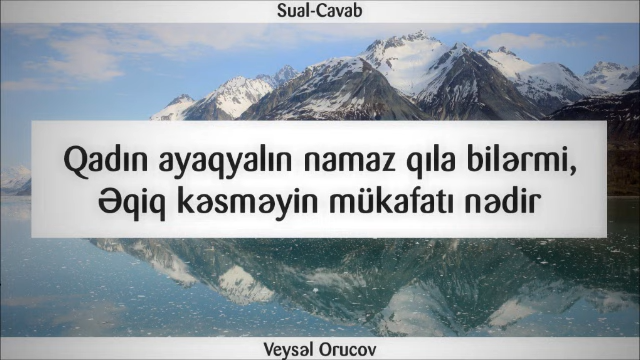 Sual-Cavab
Qadın ayaqyalın namaz qıla bilərmi,
Əqiq kəsməyin mükafatı nədir
Veysəl Orucov